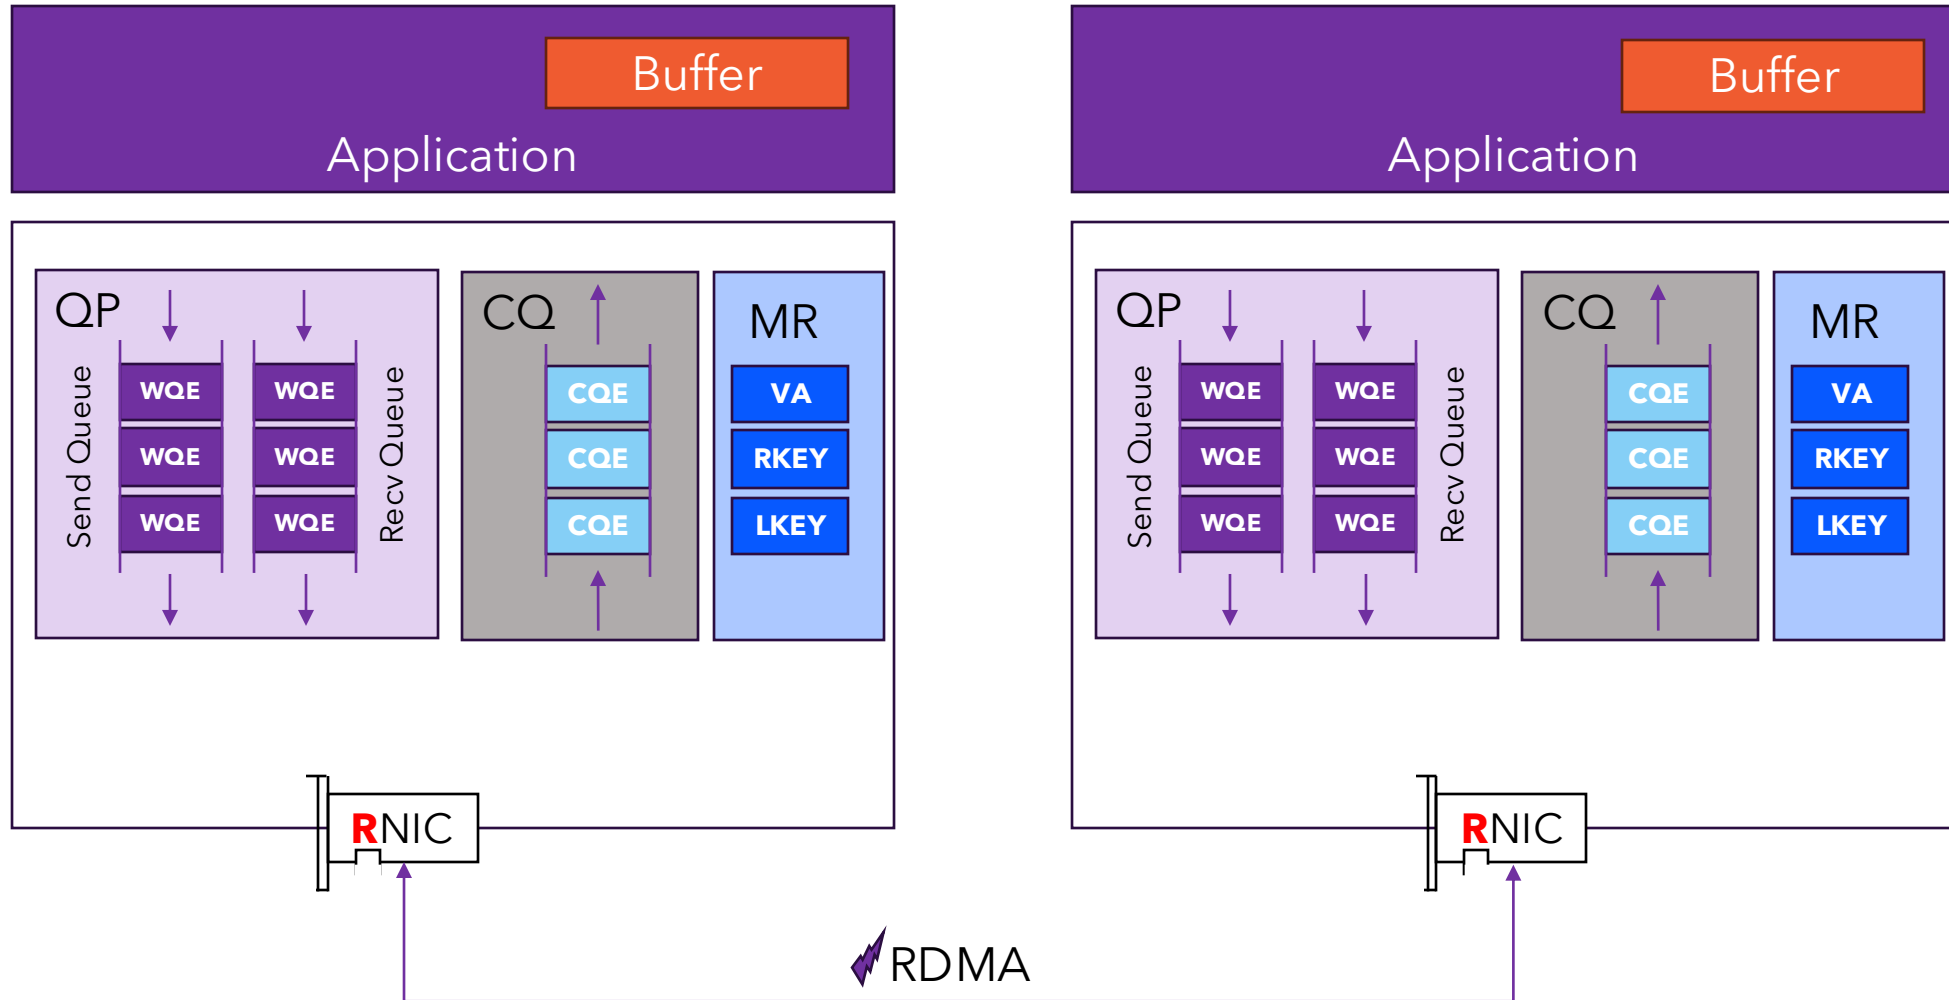 Buffer
Application
QP
Send Queue
WQE
WQE
WQE
WQE
WQE
WQE
Recv Queue
CQ
CQE
CQE
CQE
MR
VA
RKEY
LKEY
RNIC
Buffer
Application
QP
Send Queue
WQE
WQE
WQE
WQE
WQE
WQE
Recv Queue
CQ
CQE
CQE
CQE
MR
VA
RKEY
LKEY
RNIC
RDMA